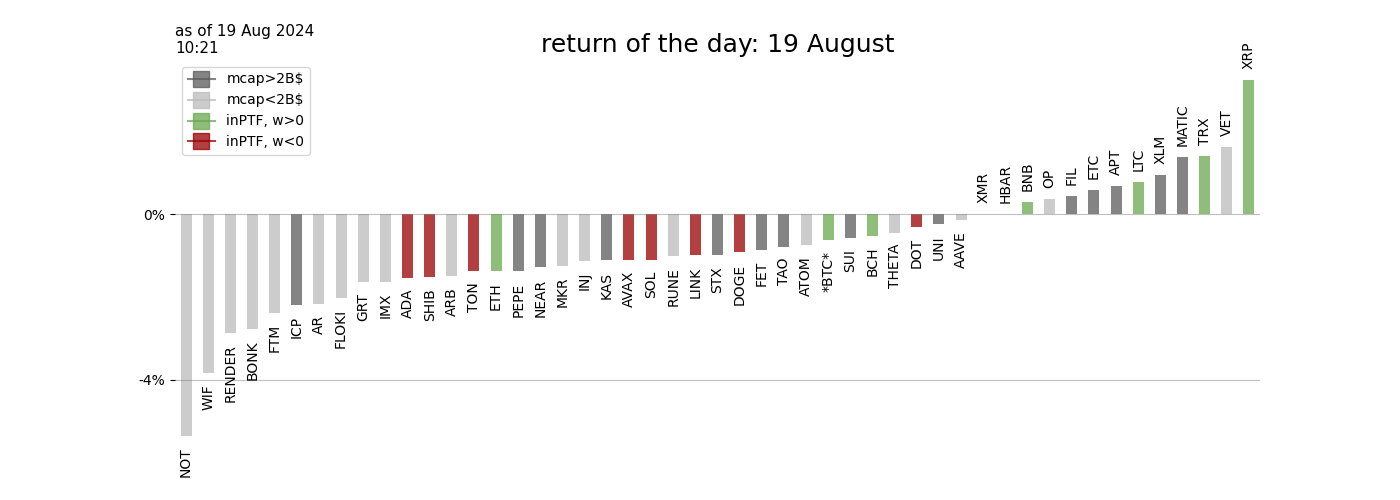 as of 19 Aug 2024
10:21
return of the day: 19 August
mcap>2B$
mcap<2B$
inPTF, w>0
inPTF, w<0
0%
-4%
NOT
WIF
RENDER
BONK
FTM
ICP
AR
FLOKI
GRT
IMX
ADA
SHIB
ARB
TON
ETH
PEPE
NEAR
MKR
INJ
KAS
AVAX
SOL
RUNE
LINK
STX
DOGE
FET
TAO
ATOM
*BTC*
SUI
BCH
THETA
DOT
UNI
AAVE
XMR
HBAR
BNB
OP
FIL
ETC
APT
LTC
XLM
MATIC
TRX
VET
XRP